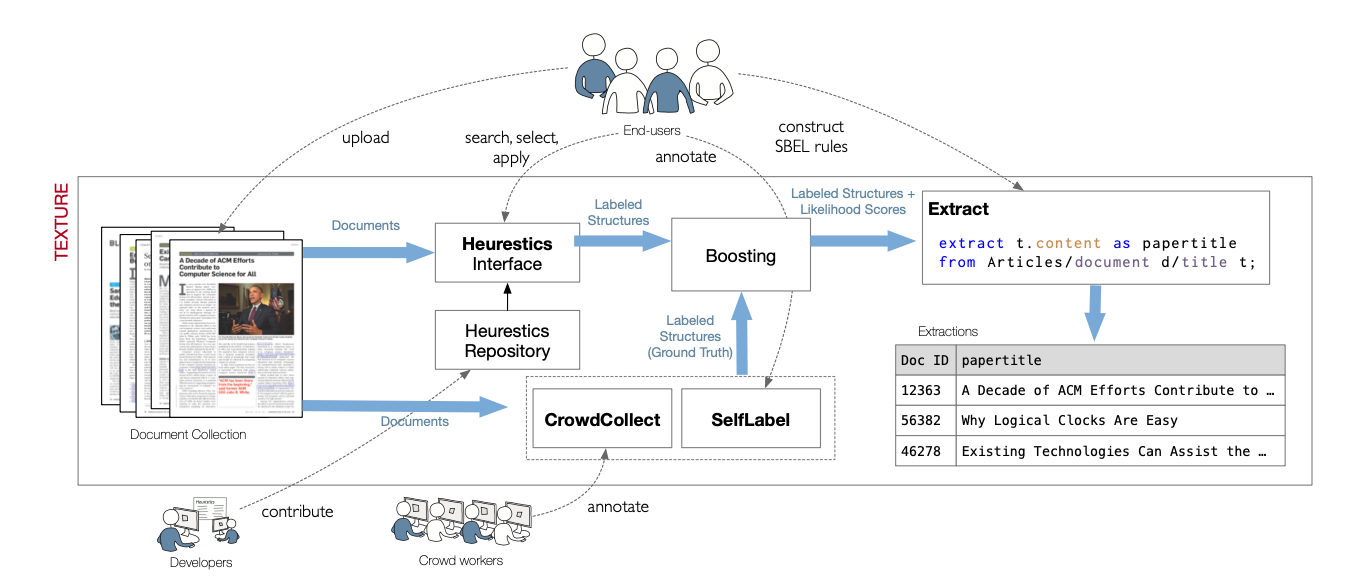 End-users
upload
search, select,
apply
annotate
construct
SBEL rules
TEXTURE
Documents
Labeled
Structures
Labeled Structures +
Likelihood Scores
Heurestics
Interface
Boosting
Extract
extract t.content as papertitle
from Articles/document d/title t;
A Decade of ACM Efforts
Contribute to
Computer Science for All
Heurestics
Repository
Labeled
Structures
(Ground Truth)
Extractions
Doc ID papertitle
12363 A Decade of ACM Efforts Contribute to …
56382 Why Logical Clocks Are Easy
46278 Existing Technologies Can Assist the …
Documents
CrowdCollect
SelfLabel
Document Collection
contribute
annotate
Developers
Crowd workers